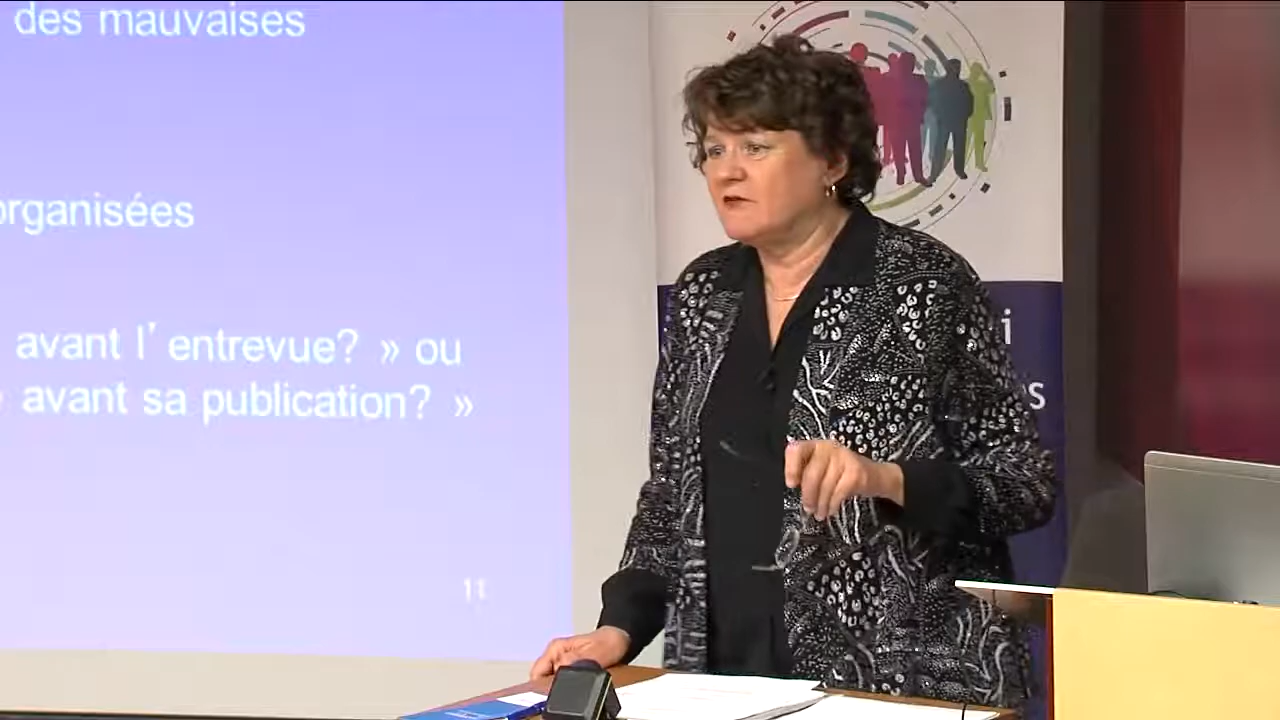 des mauvaises
organisées
avant l’ entrevue? » ou
avant sa publication? »
11